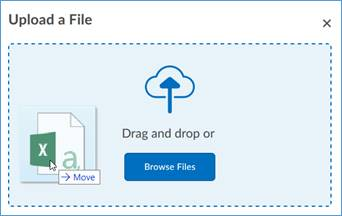 Upload a File
×
Drag and drop or
X
a
→ Move
Browse Files